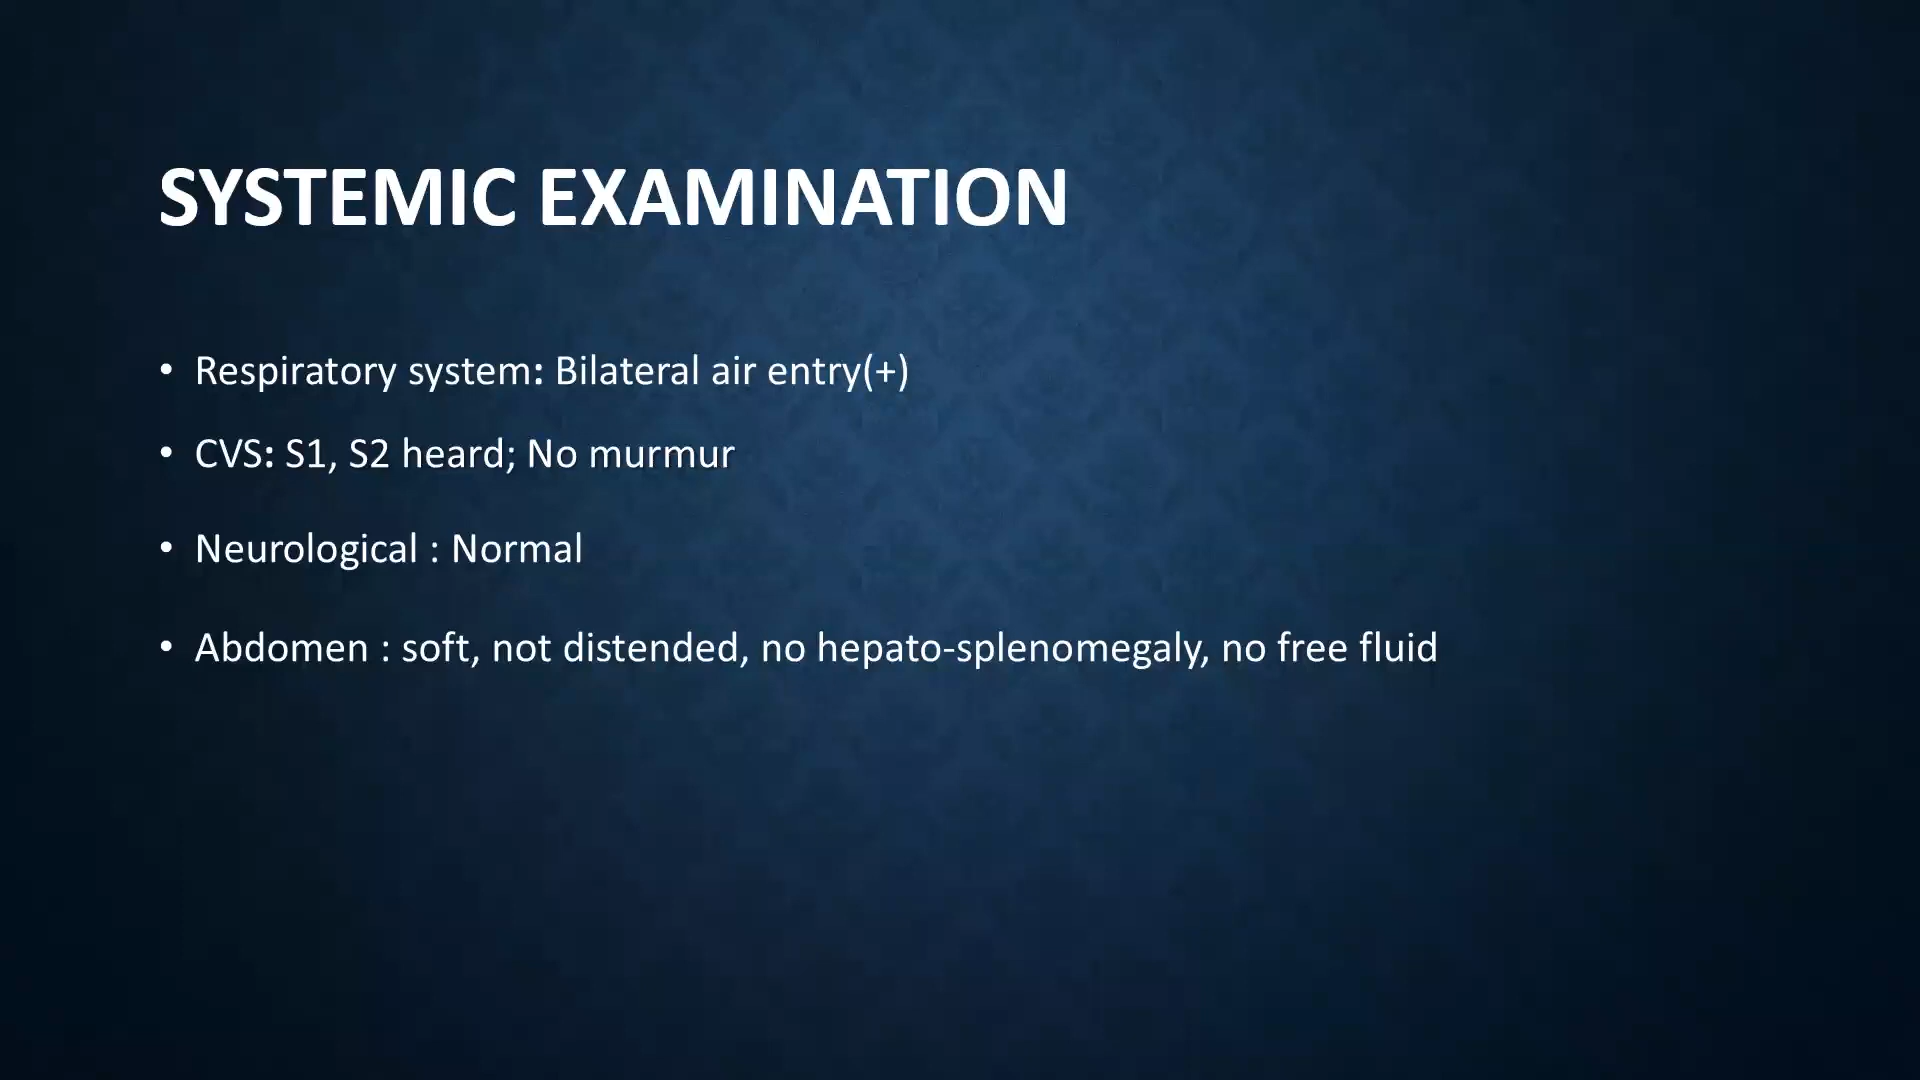 SYSTEMIC EXAMINATION
• Respiratory system: Bilateral air entry(+)
• CVS: S1, S2 heard; No murmur
• Neurological : Normal
• Abdomen : soft, not distended, no hepato-splenomegaly, no free fluid